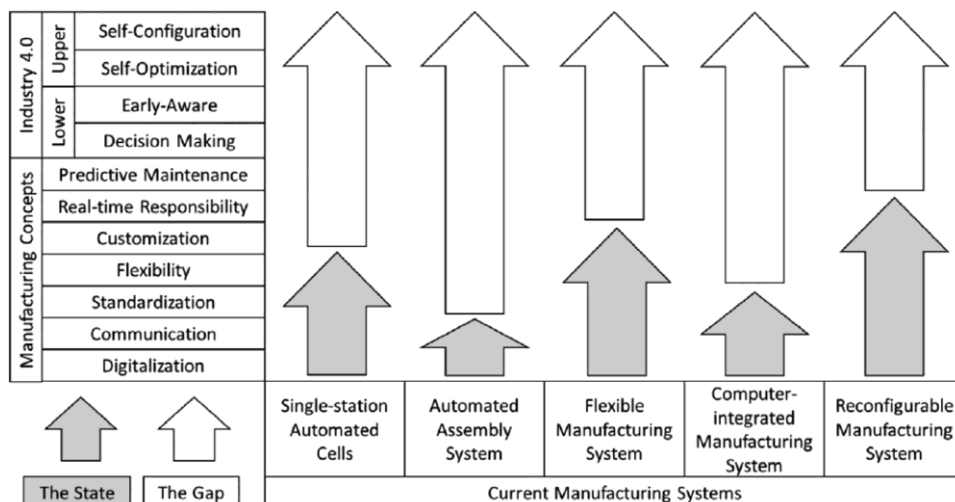 Industry 4.0
Upper
Self-Configuration
Self-Optimization
Lower
Early-Aware
Decision Making
Manufacturing Concepts
Predictive Maintenance
Real-time Responsibility
Customization
Flexibility
Standardization
Communication
Digitalization
Single-station
Automated
Cells
Automated
Assembly
System
Flexible
Manufacturing
System
Computer-
integrated
Manufacturing
System
Reconfigurable
Manufacturing
System
The State
The Gap
Current Manufacturing Systems